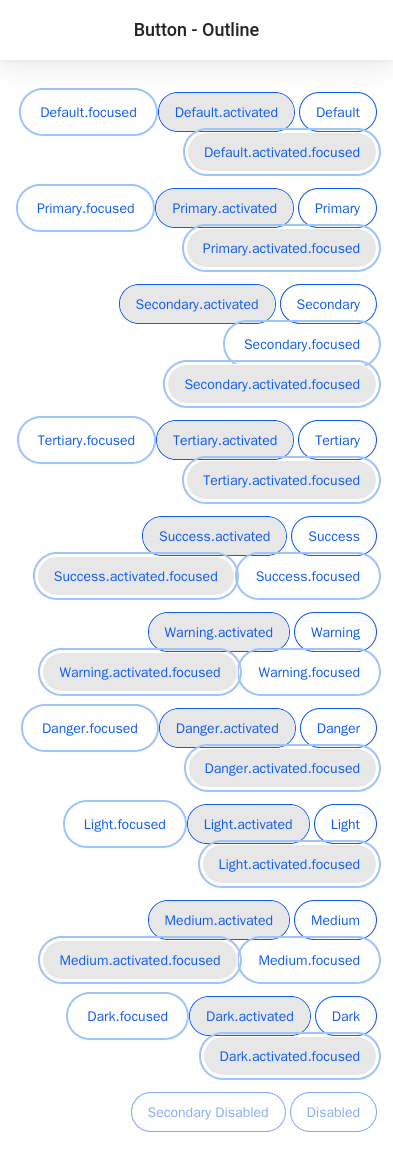 Button - Outline
Default.focused Default.activated Default
Default.activated.focused
Primary.focused Primary.activated Primary
Primary.activated.focused
Secondary.activated Secondary
Secondary.focused
Secondary.activated.focused
Tertiary.focused Tertiary.activated Tertiary
Tertiary.activated.focused
Success.activated Success
Success.activated.focused Success.focused
Warning.activated Warning
Warning.activated.focused Warning.focused
Danger.focused Danger.activated Danger
Danger.activated.focused
Light.focused Light.activated Light
Light.activated.focused
Medium.activated Medium
Medium.activated.focused Medium.focused
Dark.focused Dark.activated Dark
Dark.activated.focused
Secondary Disabled Disabled